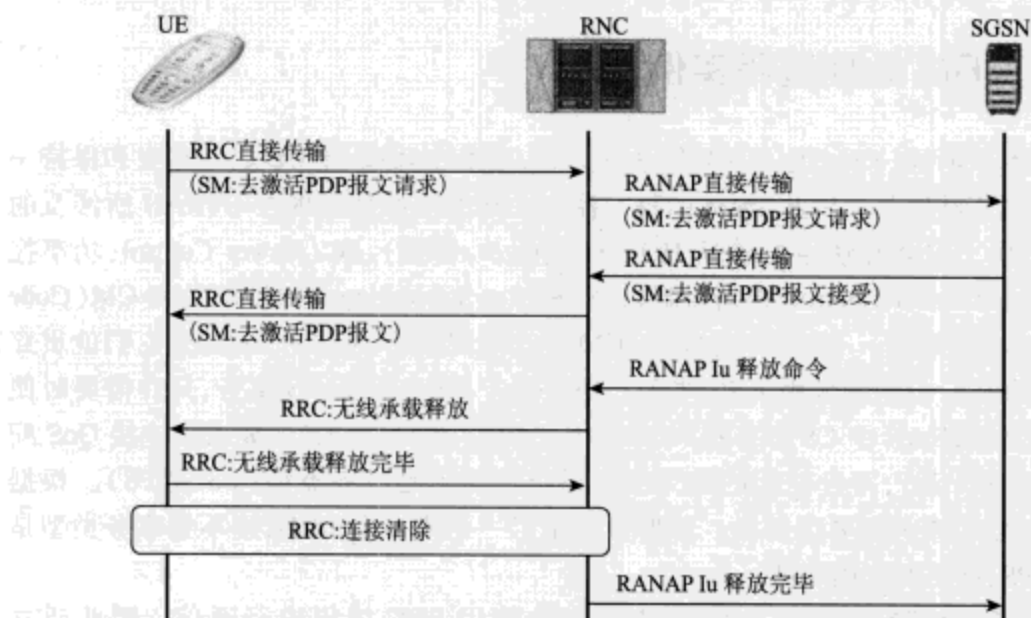 UE
RNC
SGSN
RRC直接传输
(SM:去激活PDP报文请求)
RANAP直接传输
(SM:去激活PDP报文请求)
RANAP直接传输
(SM:去激活PDP报文接受)
RRC直接传输
(SM:去激活PDP报文)
RANAP Iu 释放命令
RRC:无线承载释放
RRC:无线承载释放完毕
RRC:连接清除
RANAP Iu 释放完毕